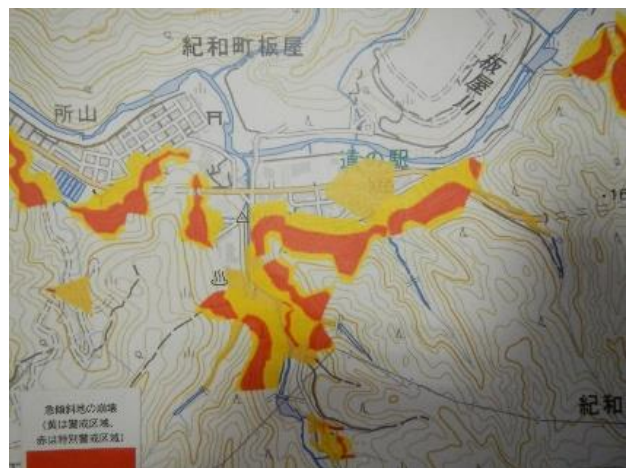 紀和町板屋
板屋川
所山
道の駅
·16
紀和
急傾斜地の崩壊
(黄は警戒区域、
赤は特別警戒区域)